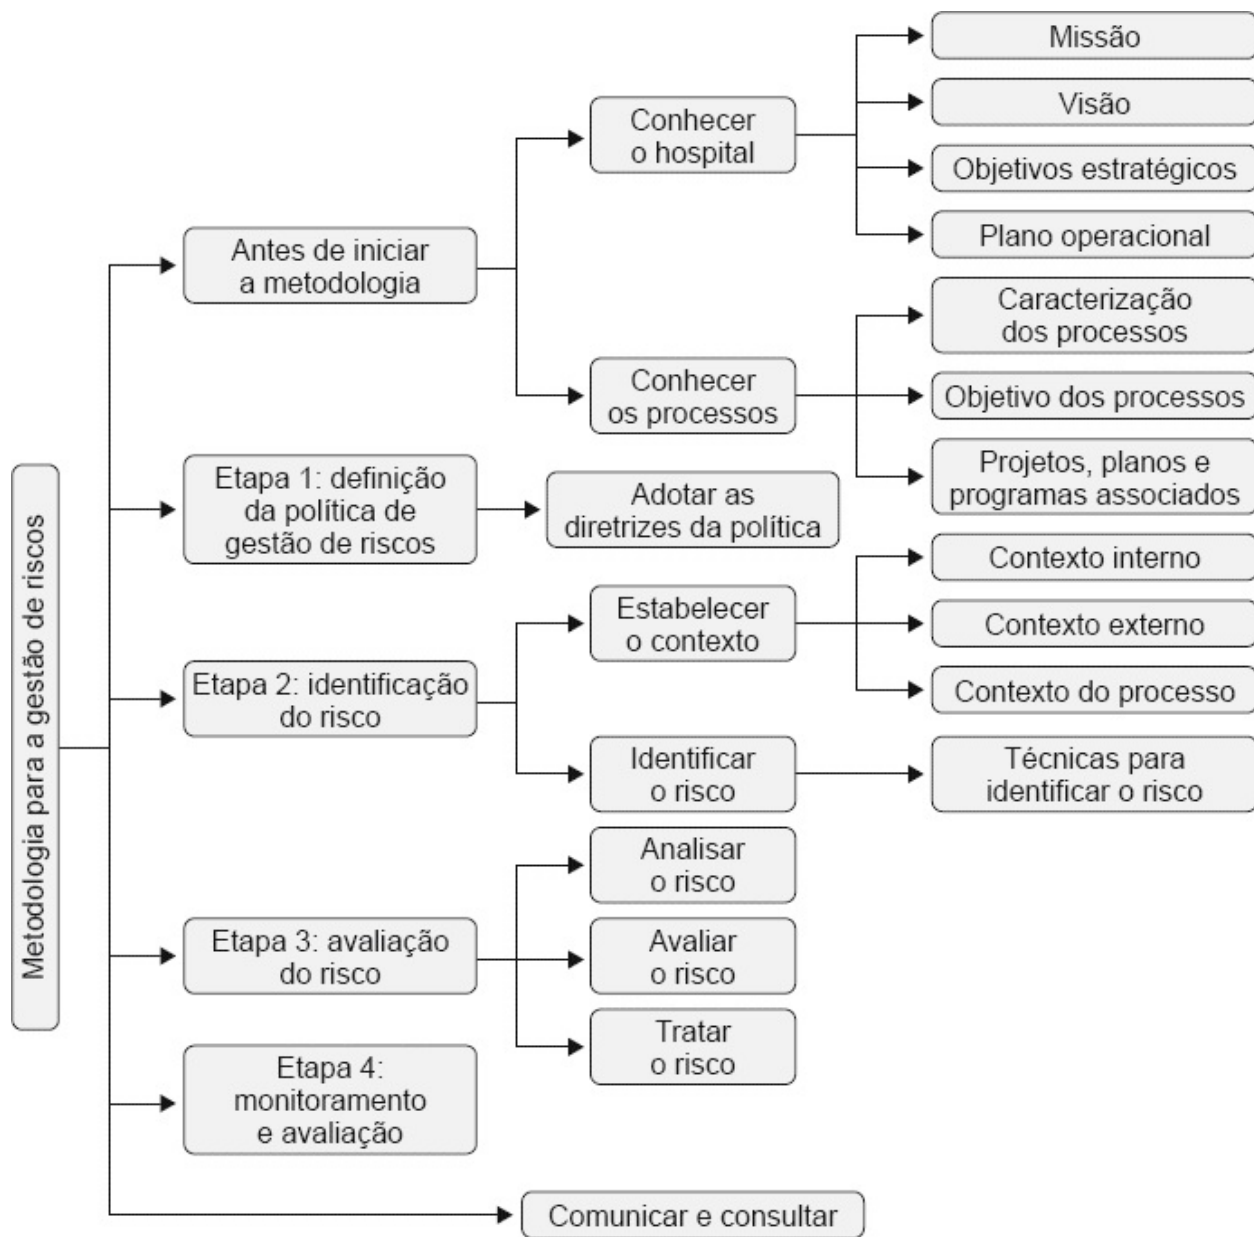 Metodologia para a gestão de riscos
Antes de iniciar
a metodologia
Conhecer
o hospital
Missão
Visão
Objetivos estratégicos
Plano operacional
Conhecer
os processos
Caracterização
dos processos
Objetivo dos processos
Projetos, planos e
programas associados
Etapa 1: definição
da política de
gestão de riscos
Adotar as
diretrizes da política
Etapa 2: identificação
do risco
Estabelecer
o contexto
Contexto interno
Contexto externo
Contexto do processo
Identificar
o risco
Técnicas para
identificar o risco
Etapa 3: avaliação
do risco
Analisar
o risco
Avaliar
o risco
Tratar
o risco
Etapa 4:
monitoramento
e avaliação
Comunicar e consultar